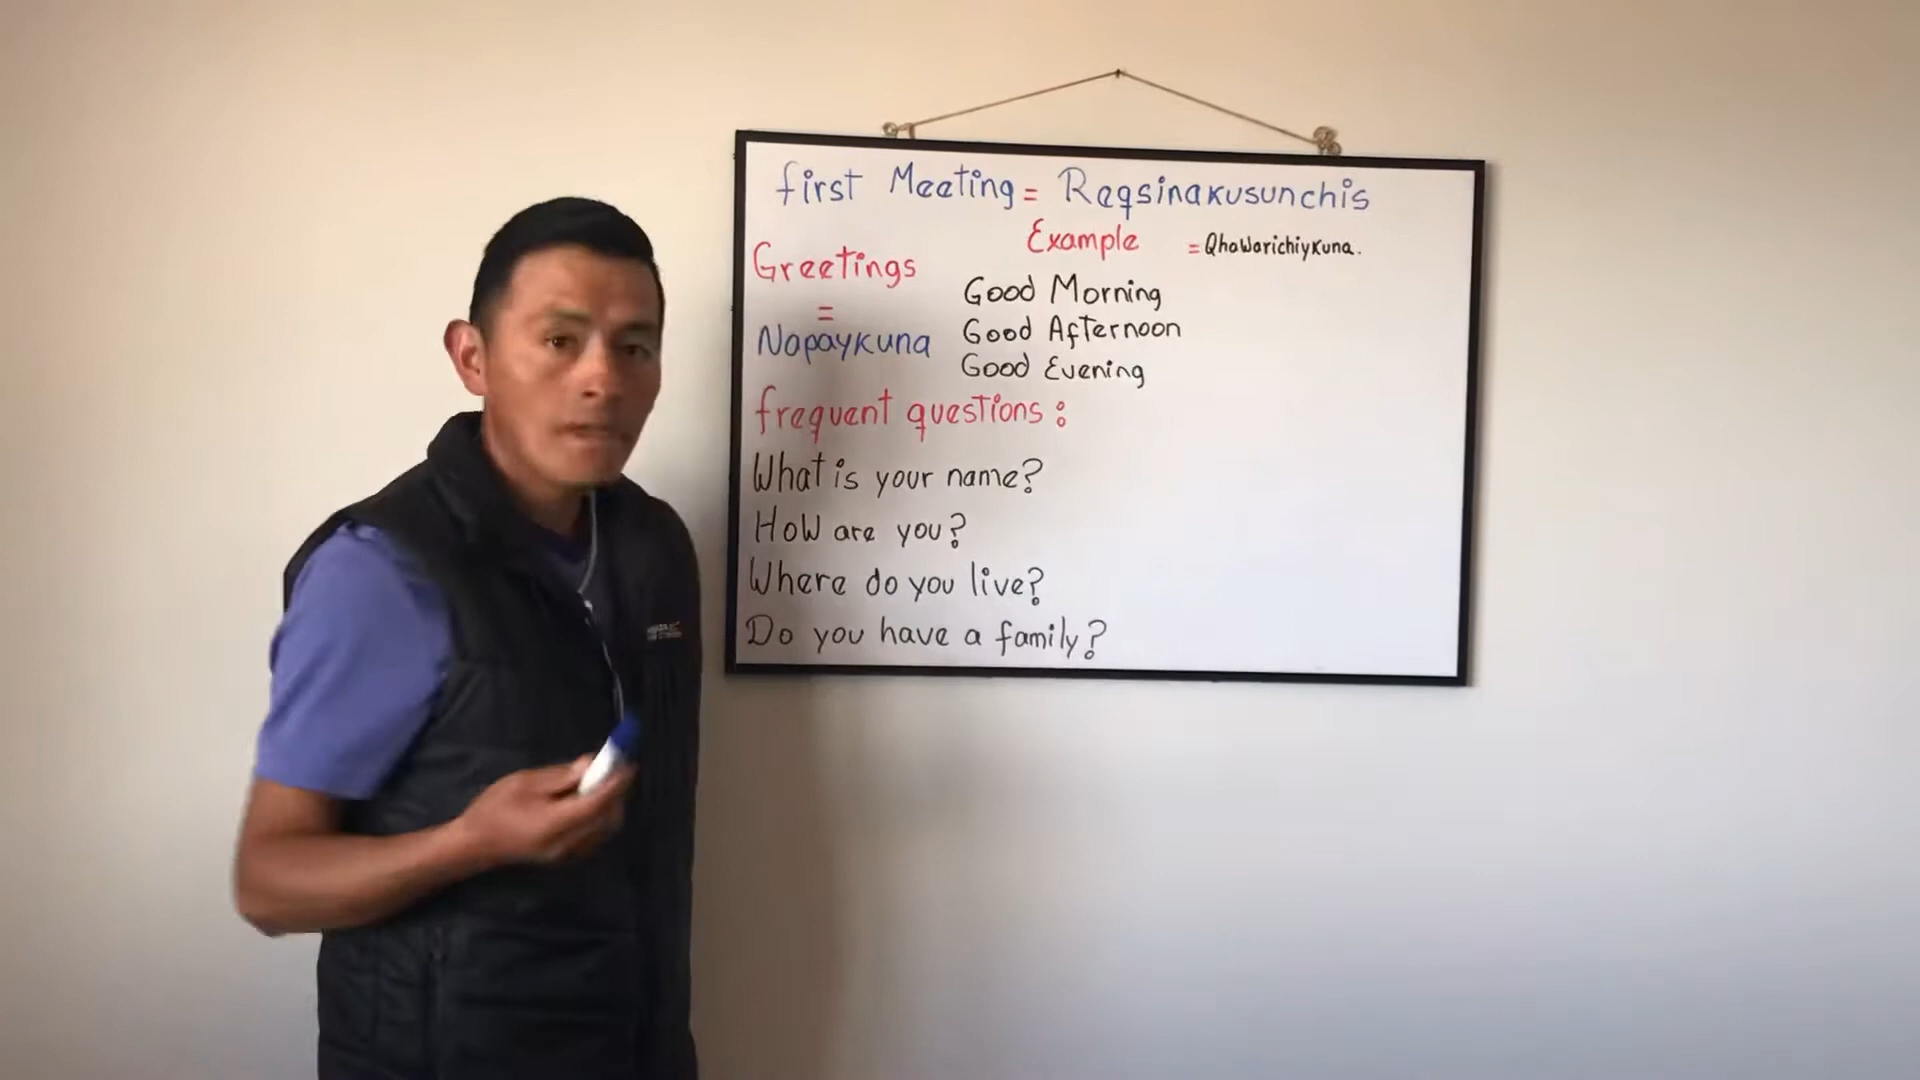 first Meeting = Reqsinakusunchis
Example = Qhawarichiykuna.
Greetings
=
Napaykuna
Good Morning
Good Afternoon
Good Evening
frequent questions:
What is your name?
How are you?
Where do you live?
Do you have a family?